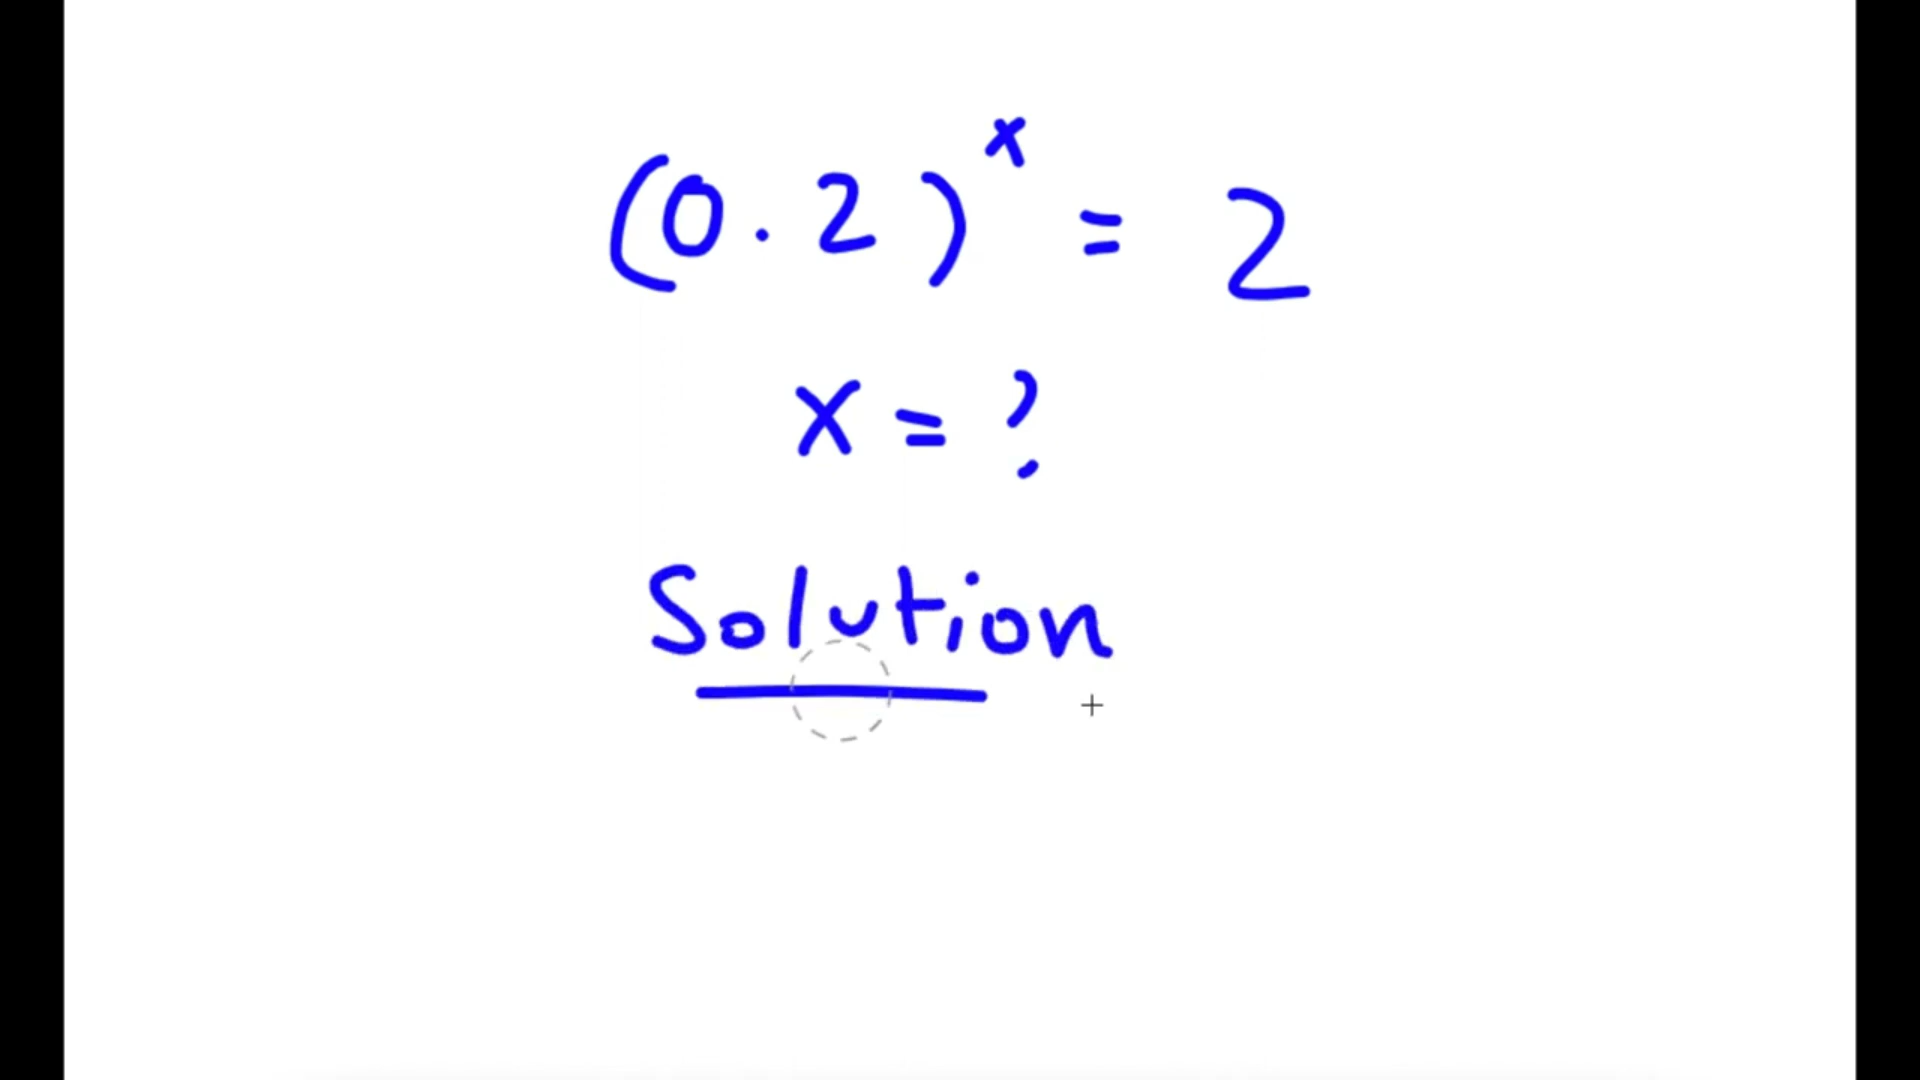 (0.2)^x = 2
x = ?
Solution